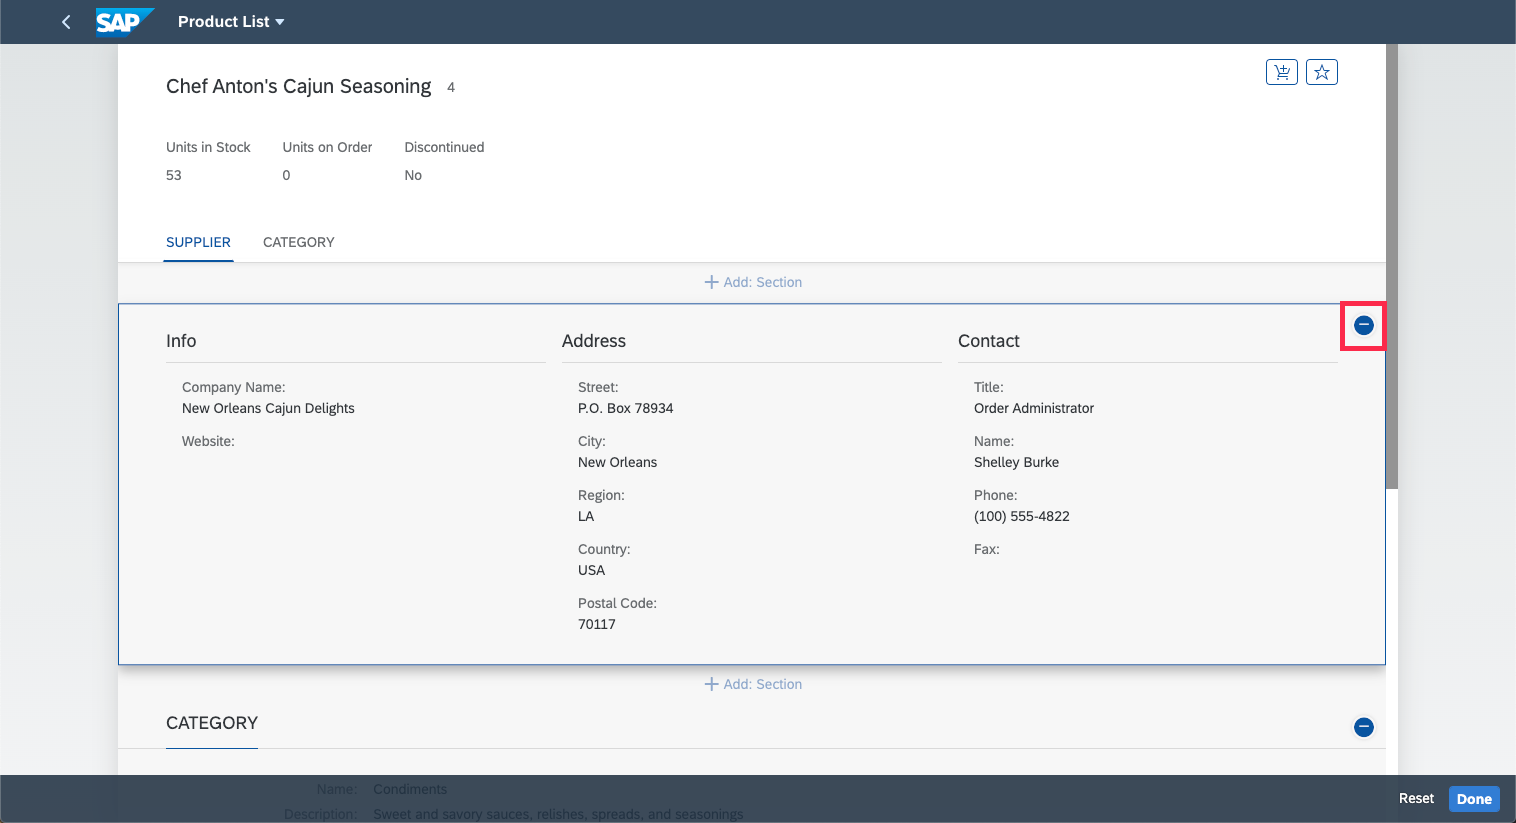 SAP Product List
Chef Anton's Cajun Seasoning 4
Units in Stock Units on Order Discontinued
53 0 No
SUPPLIER CATEGORY
Add: Section
Info
Company Name:
New Orleans Cajun Delights
Website:
Address
Street:
P.O. Box 78934
City:
New Orleans
Region:
LA
Country:
USA
Postal Code:
70117
Contact
Title:
Order Administrator
Name:
Shelley Burke
Phone:
(100) 555-4822
Fax:
Add: Section
CATEGORY
Name: Condiments
Description: Sweet and savory sauces, relishes, spreads, and seasonings
Reset Done